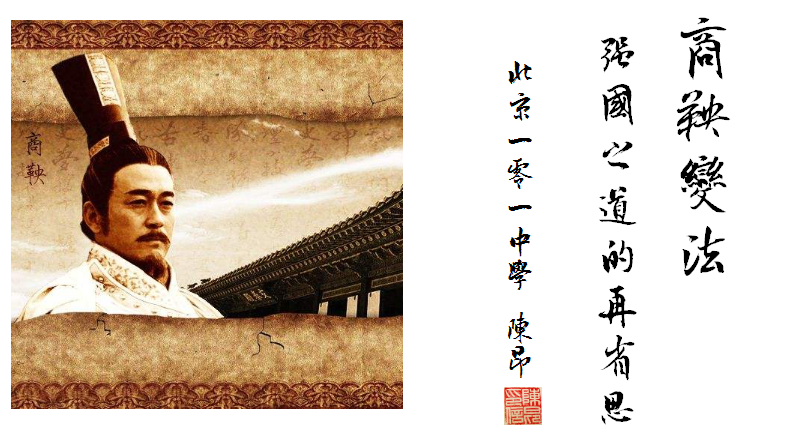 商鞅變法
强國之道的再省思
北京一零一中學 陳昂
商鞅